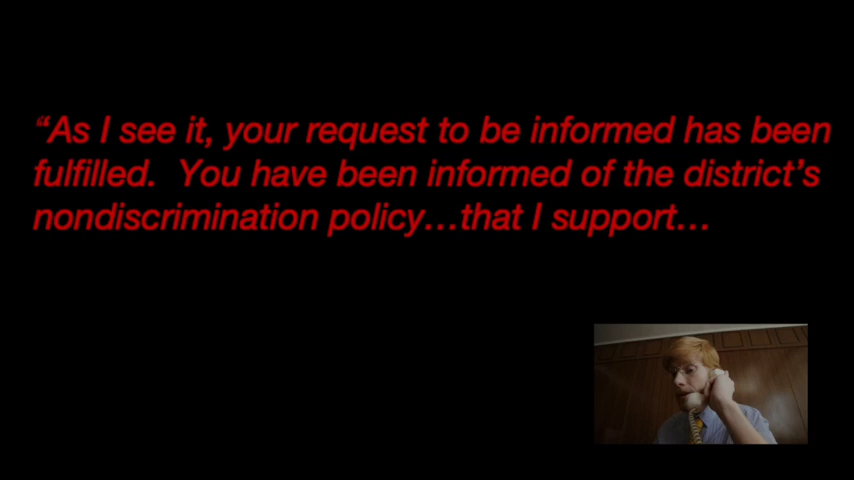 “As I see it, your request to be informed has been
fulfilled.  You have been informed of the district’s
nondiscrimination policy…that I support…